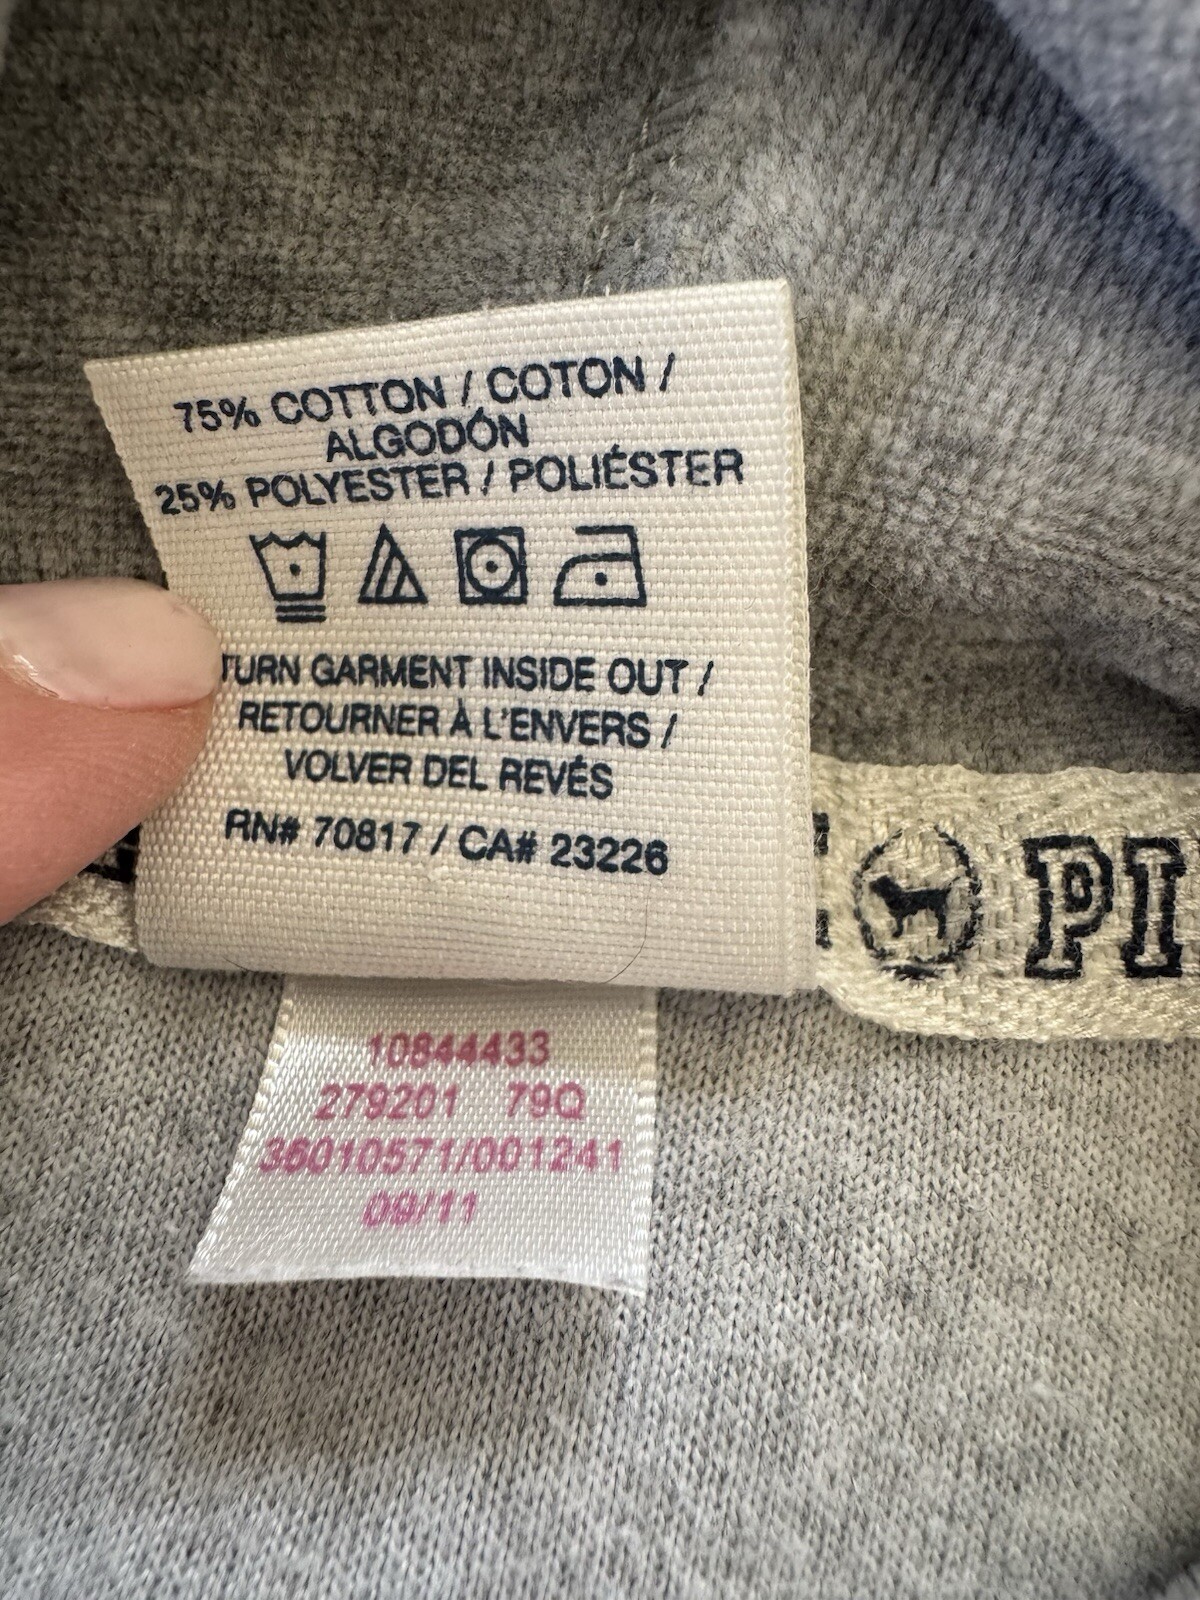 75% COTTON / COTON /
ALGODÓN
25% POLYESTER / POLIÉSTER
TURN GARMENT INSIDE OUT /
RETOURNER À L'ENVERS /
VOLVER DEL REVÉS
RN# 70817 / CA# 23226
PI
10844433
279201 79Q
36010571/001241
09/11